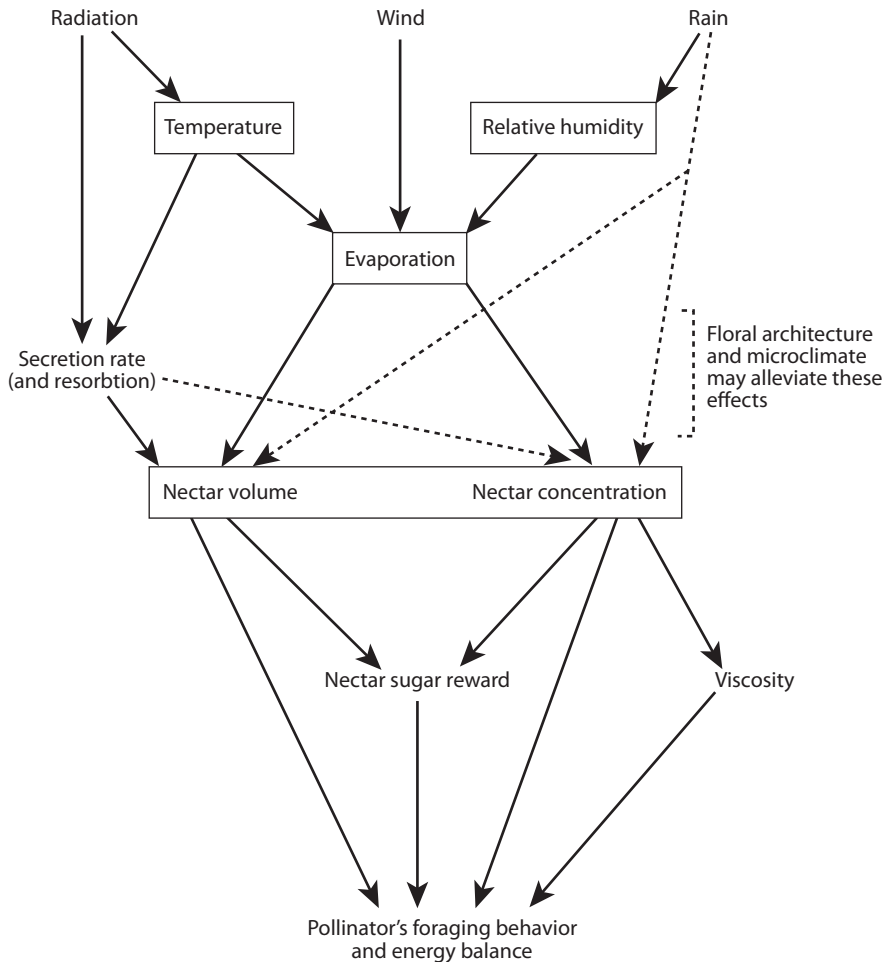 Radiation
Wind
Rain
Temperature
Relative humidity
Evaporation
Floral architecture
and microclimate
may alleviate these
effects
Secretion rate
(and resorbtion)
Nectar volume
Nectar concentration
Nectar sugar reward
Viscosity
Pollinator's foraging behavior
and energy balance